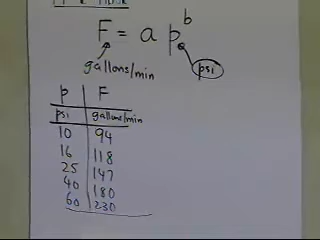 F = a p^b
gallons/min
psi
p F
psi gallons/min
10 94
16 118
25 147
40 180
60 230